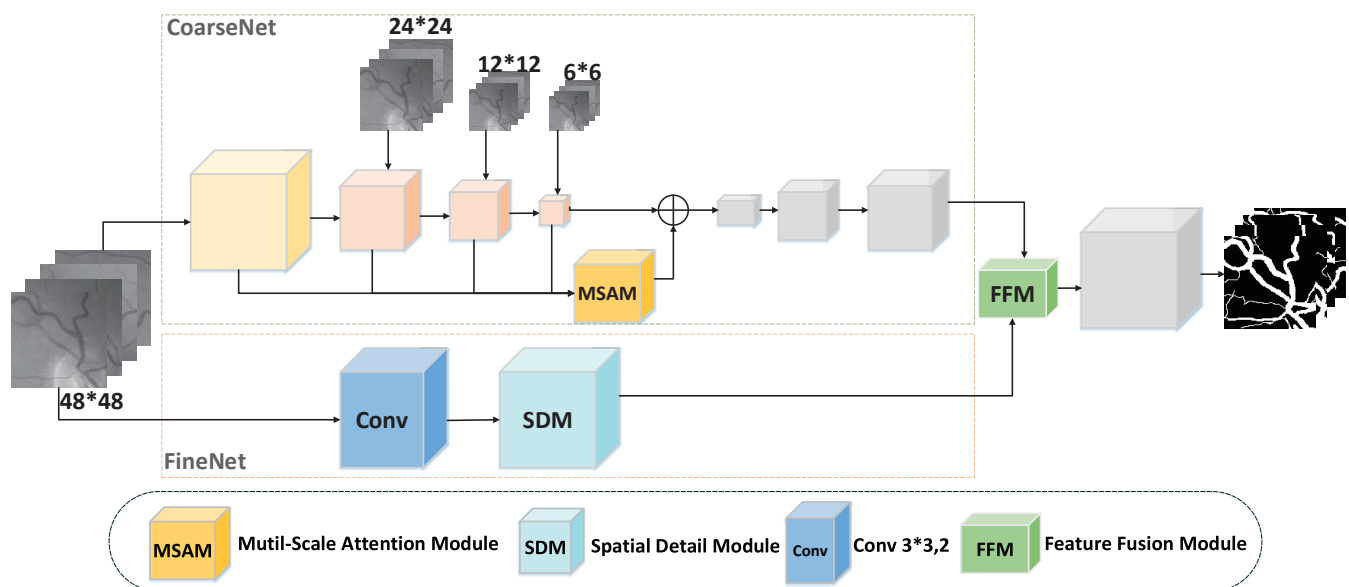 CoarseNet
24*24
12*12
6*6
MSAM
FFM
48*48
Conv
SDM
FineNet
MSAM
Mutil-Scale Attention Module
SDM
Spatial Detail Module
Conv
Conv 3*3,2
FFM
Feature Fusion Module